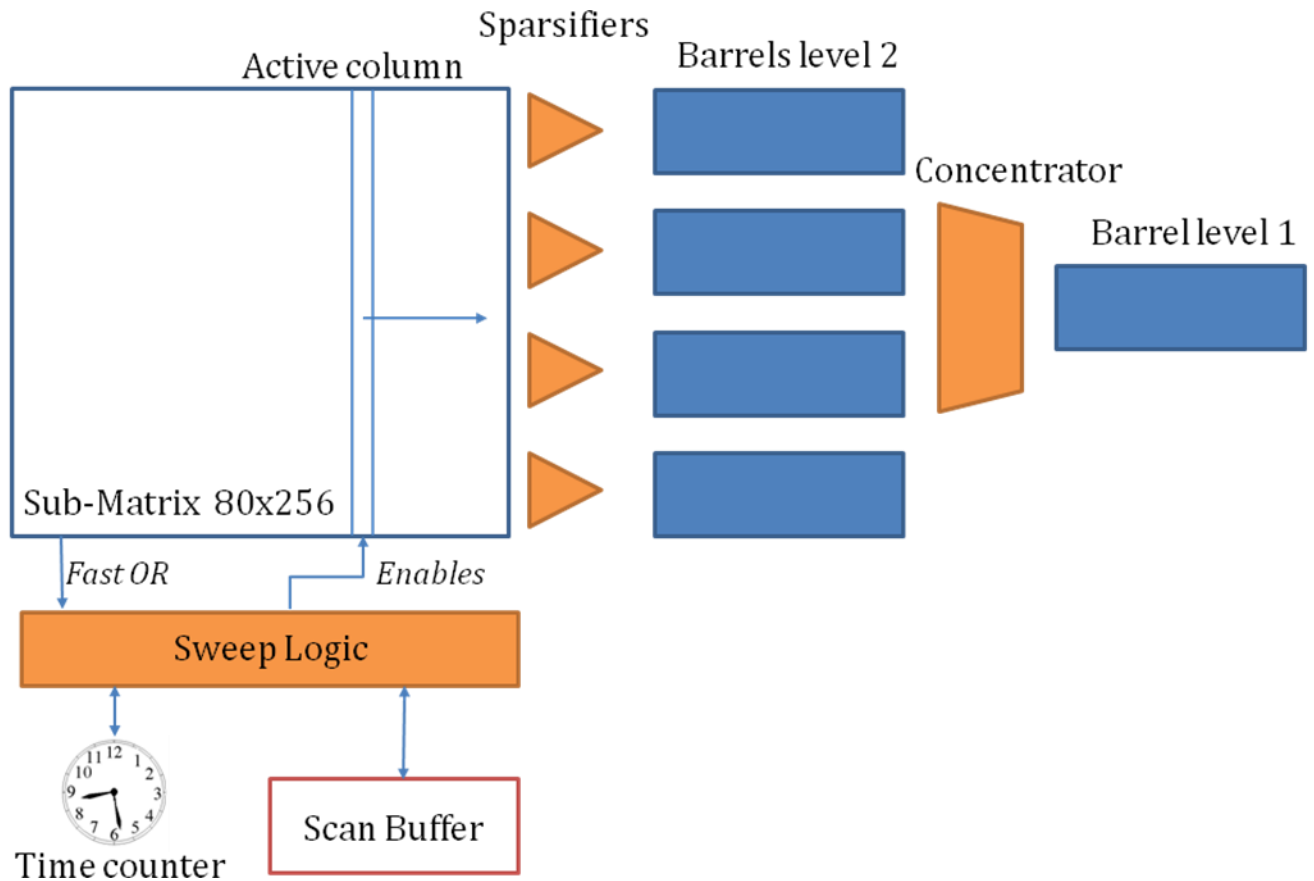 Sparsifiers
Active column
Barrels level 2
Concentrator
Barrel level 1
Sub-Matrix 80x256
Fast OR
Enables
Sweep Logic
12
11
1
10
2
9
3
8
4
7
5
6
Scan Buffer
Time counter